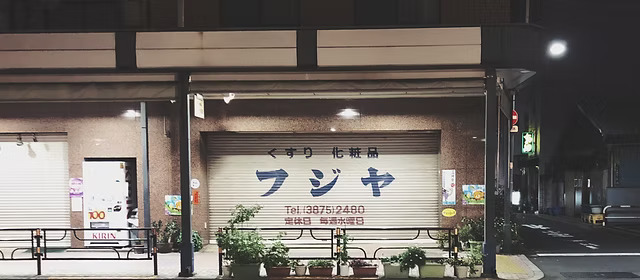 くすり 化粧品
フジヤ
Tel.(3875)2480
定休日 毎週水曜日
100
KIRIN